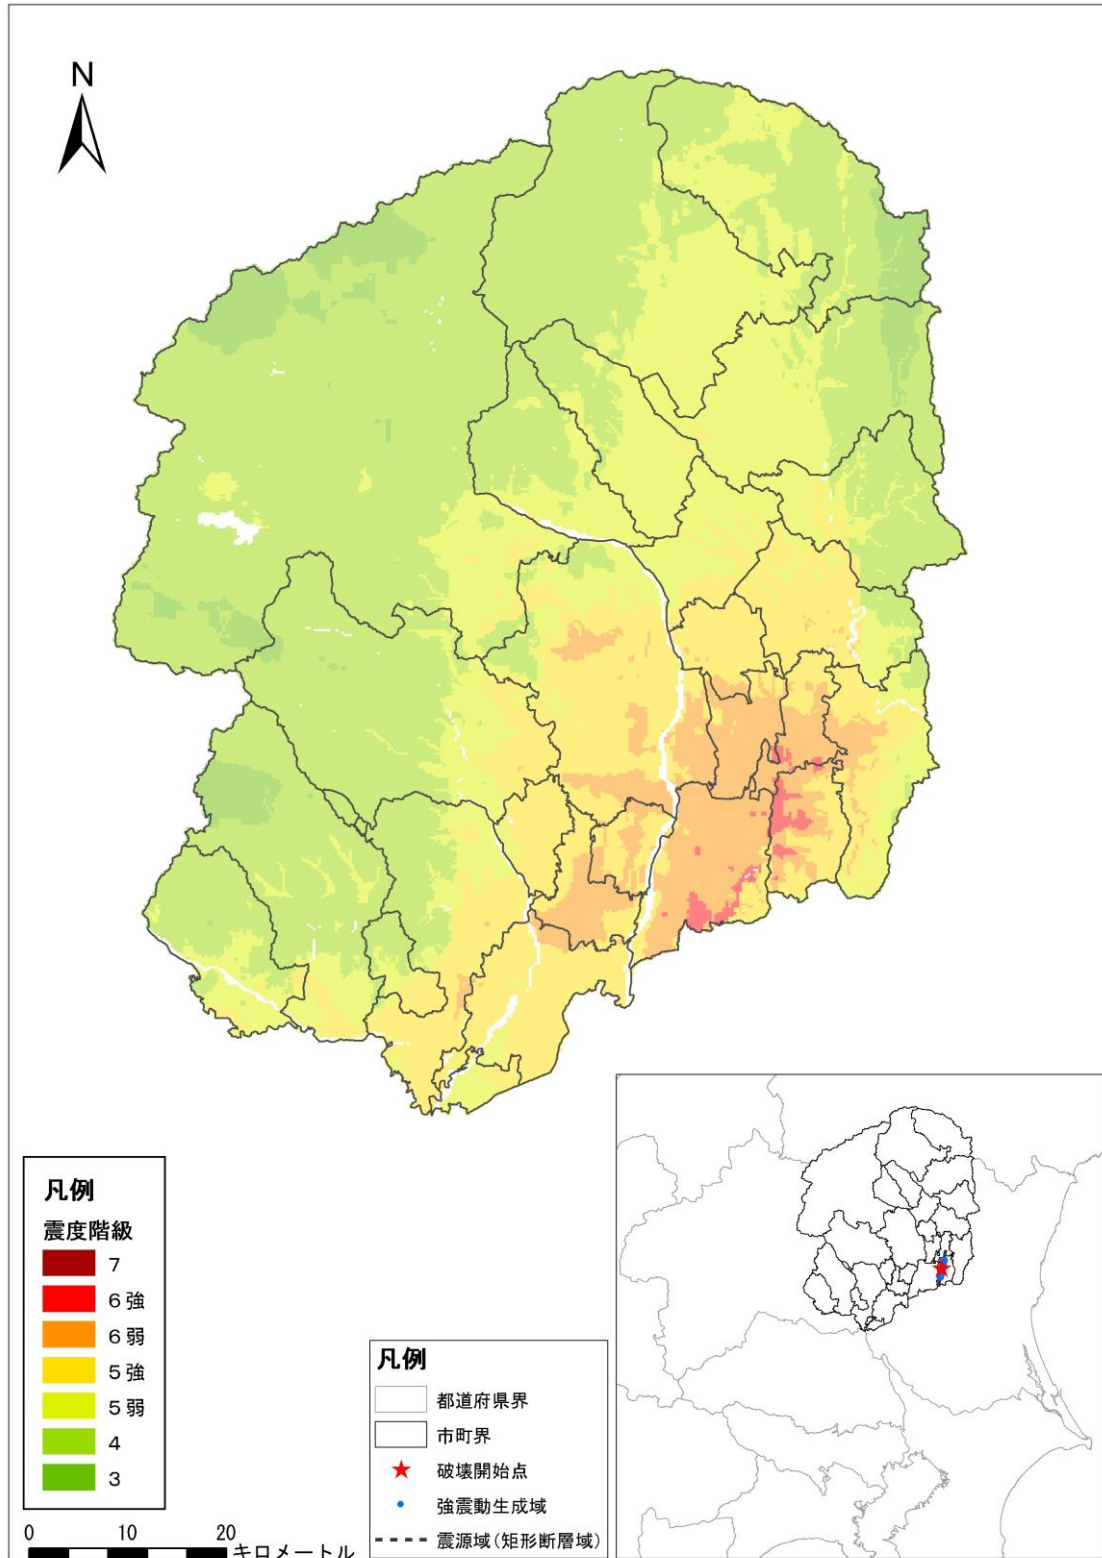 N
凡例
震度階級
7
6強
6弱
5強
5弱
4
3
0 10 20
キロメートル
凡例
都道府県界
市町界
破壊開始点
強震動生成域
震源域(矩形断層域)